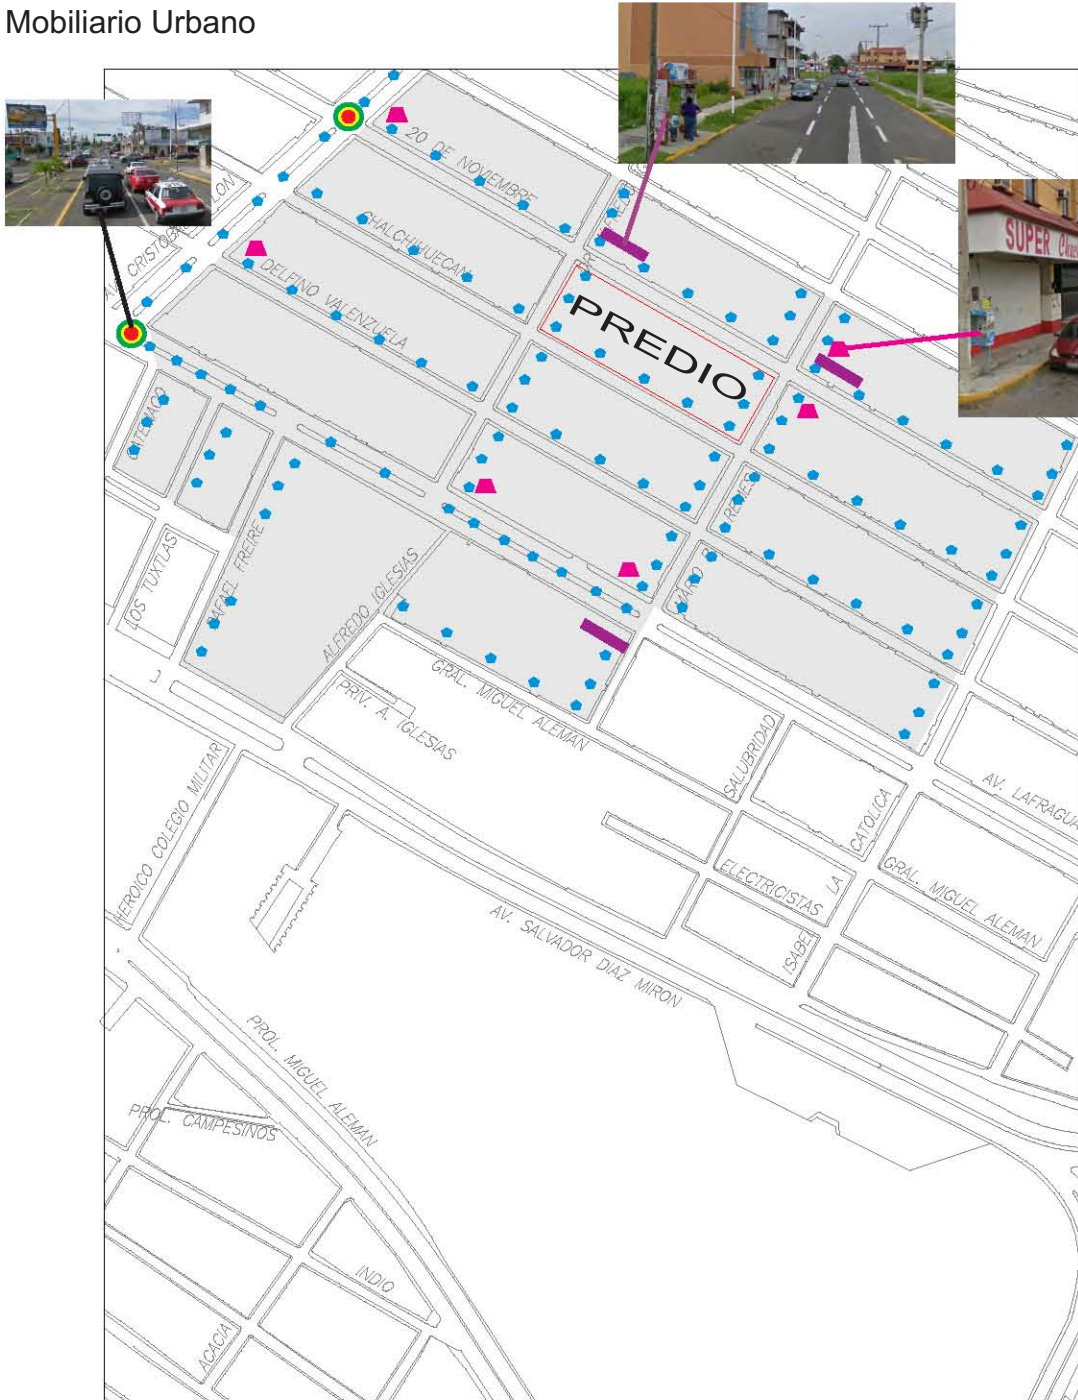 Mobiliario Urbano
20 DE NOVIEMBRE
CHALCHIHUECAN
DELFINO VALENZUELA
PREDIO
SUPER
REMES
RAFAEL FREIRE
LOS TUXTLAS
ALFREDO IGLESIAS
GRAL. MIGUEL ALEMAN
PRIV. A. IGLESIAS
SALUBRIDAD
AV. LAFRAGUA
HEROICO COLEGIO MILITAR
CATOLICA
LA
ISABEL
ELECTRICISTAS
GRAL. MIGUEL ALEMAN
AV. SALVADOR DIAZ MIRON
PROL. MIGUEL ALEMAN
PROL. CAMPESINOS
INDIO
ACACIA